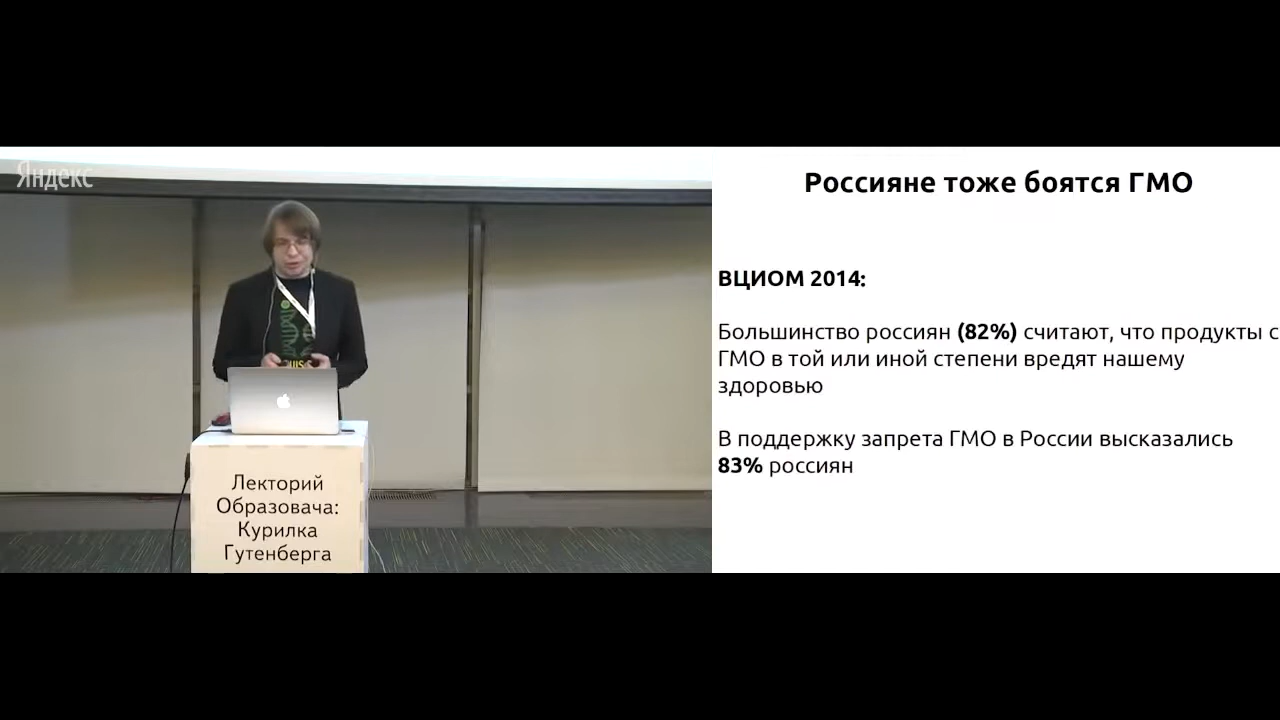 Яндекс
Россияне тоже боятся ГМО
ВЦИОМ 2014:
Большинство россиян (82%) считают, что продукты с
ГМО в той или иной степени вредят нашему
здоровью
В поддержку запрета ГМО в России высказались
83% россиян
Лекторий
Образовача:
Курилка
Гутенберга